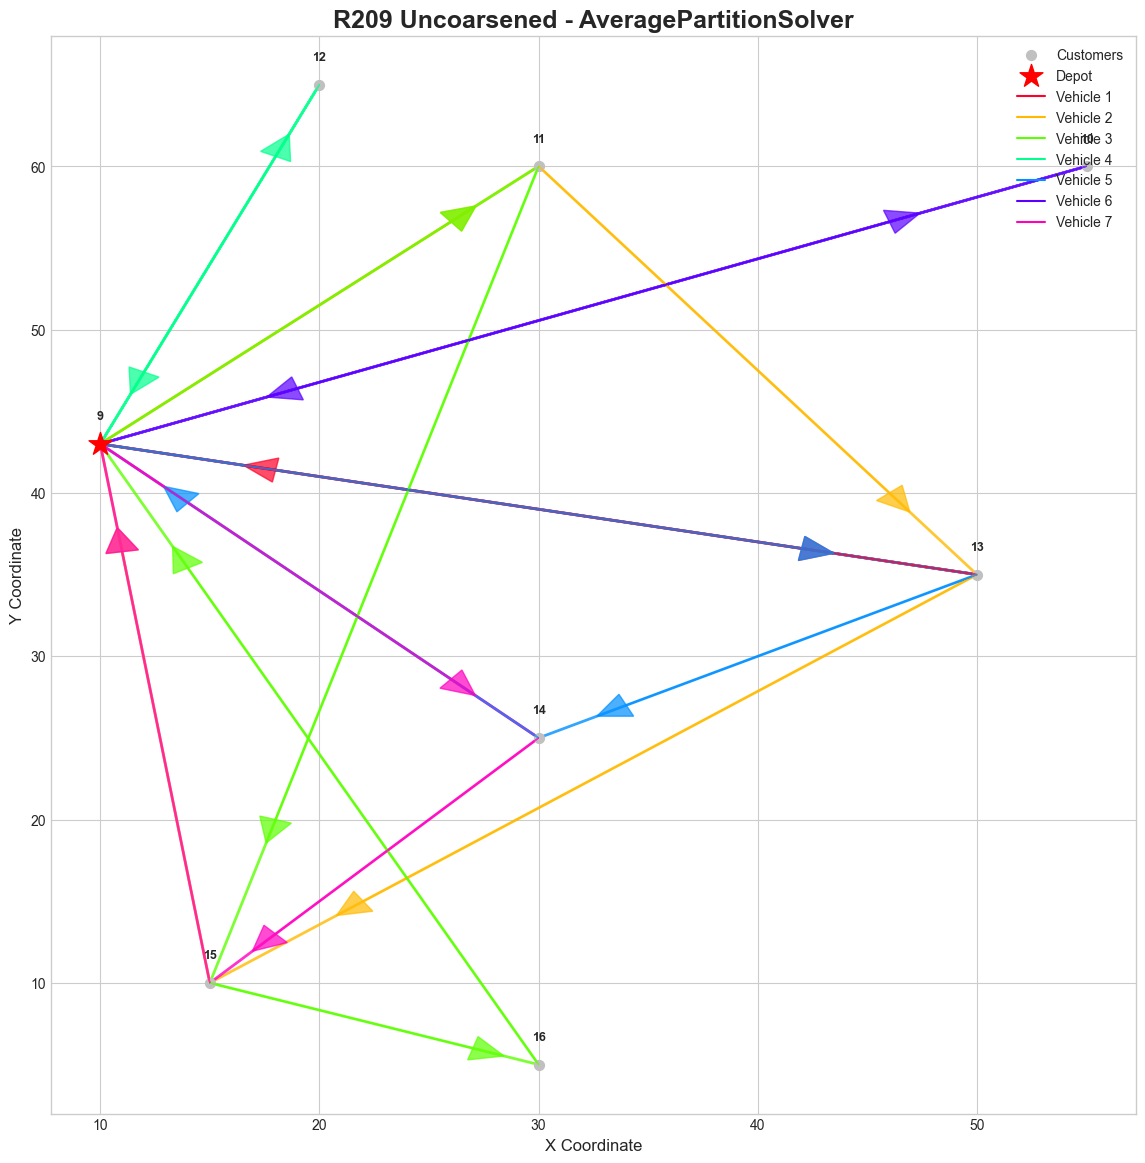 R209 Uncoarsened - AveragePartitionSolver
Customers
Depot
Vehicle 1
Vehicle 2
Vehicle 3
Vehicle 4
Vehicle 5
Vehicle 6
Vehicle 7
12
11
10
9
13
14
15
16
60
50
40
30
20
10
Y Coordinate
10 20 30 40 50
X Coordinate